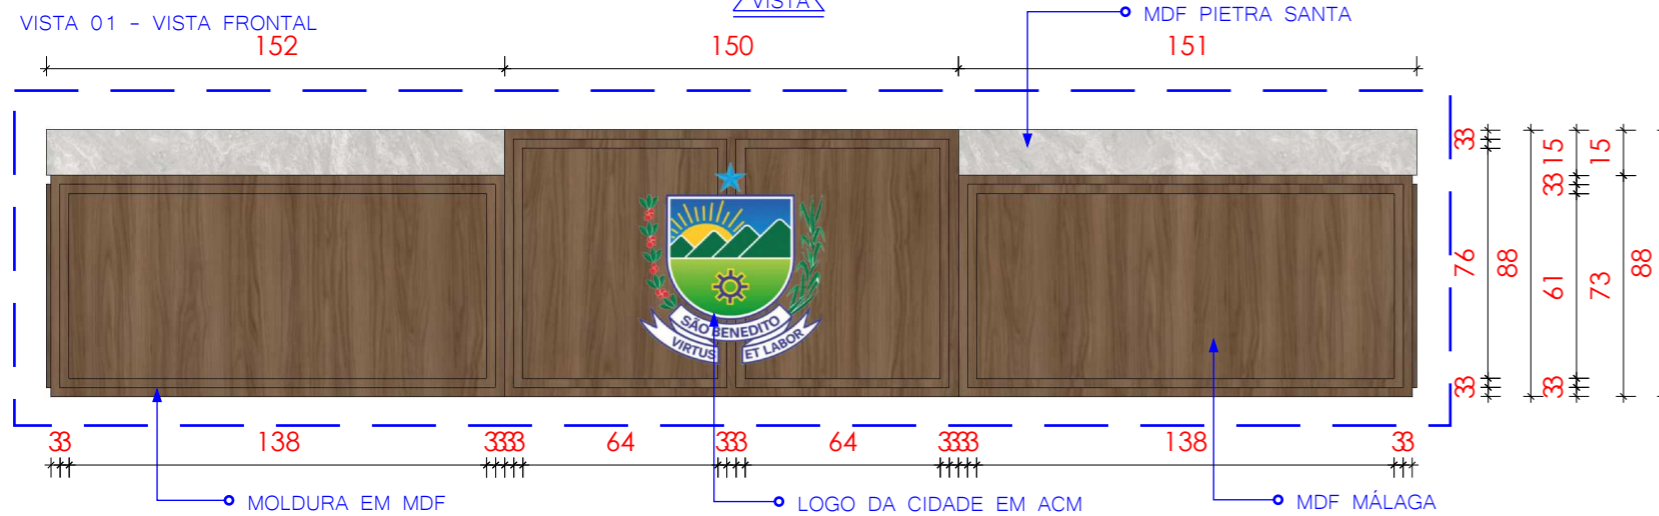 VISTA
MDF PIETRA SANTA
VISTA 01 - VISTA FRONTAL
152
150
151
33
15
15
33
76
88
61
73
88
33
33
SÃO BENEDITO
VIRTUS ET LABOR
33
138
3333
64
333
64
3333
138
33
MOLDURA EM MDF
LOGO DA CIDADE EM ACM
MDF MÁLAGA